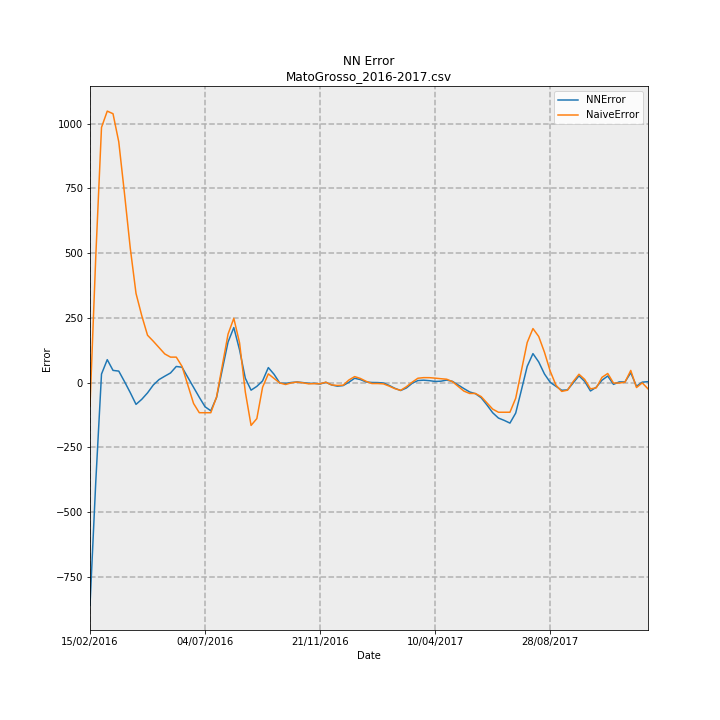 NN Error
MatoGrosso_2016-2017.csv
NNError
NaiveError
1000
750
500
250
0
−250
−500
−750
Error
15/02/2016 04/07/2016 21/11/2016 10/04/2017 28/08/2017
Date